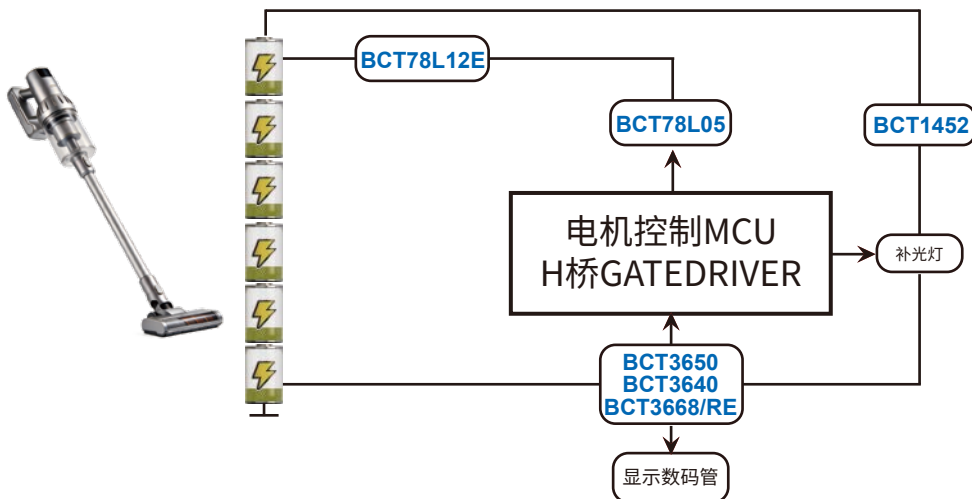 BCT78L12E
BCT78L05
BCT1452
电机控制MCU
H桥GATEDRIVER
补光灯
BCT3650
BCT3640
BCT3668/RE
显示数码管